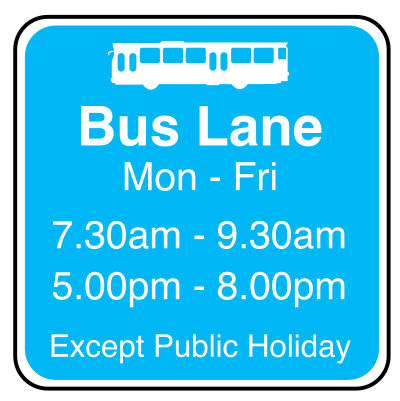 Bus Lane
Mon - Fri
7.30am - 9.30am
5.00pm - 8.00pm
Except Public Holiday